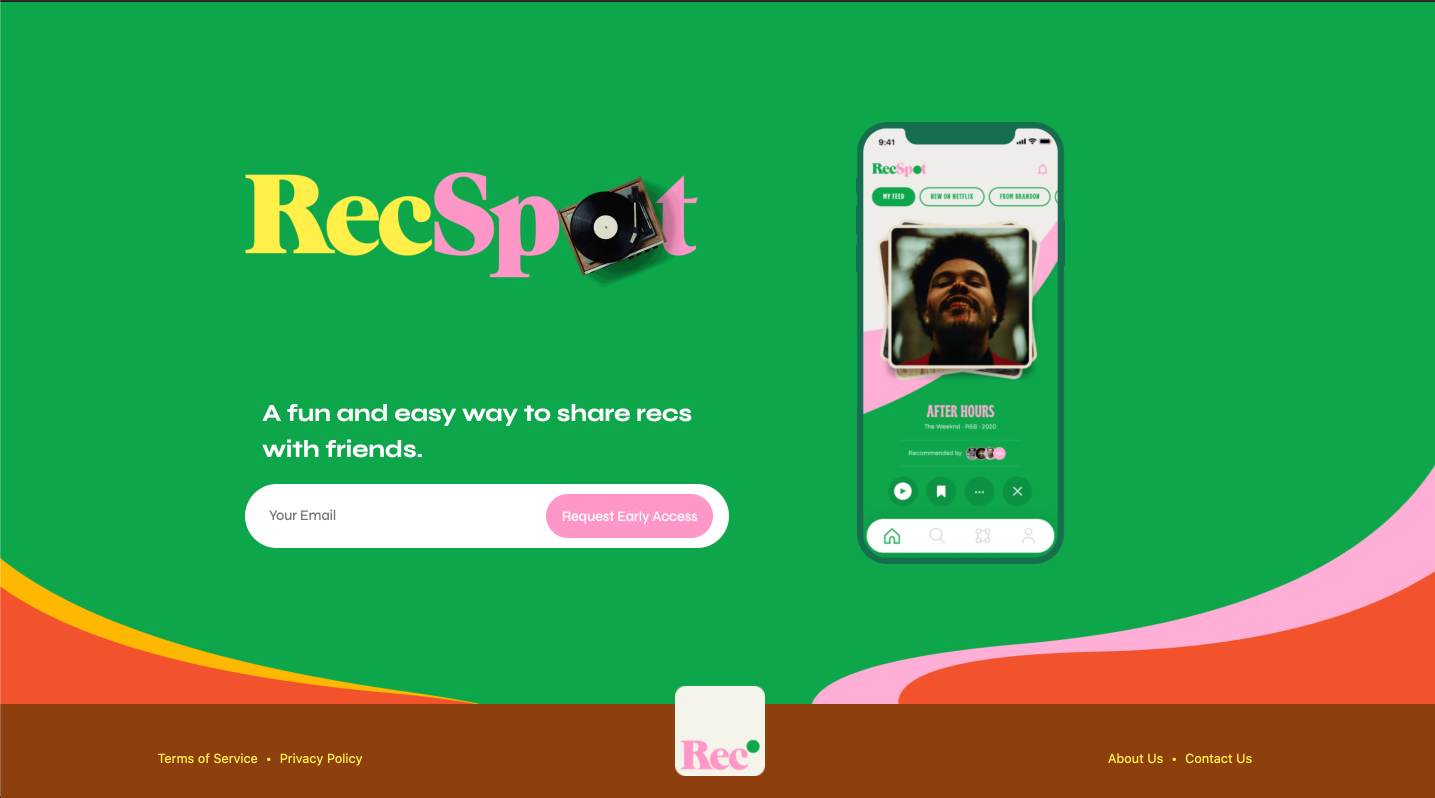 RecSpot
A fun and easy way to share recs
with friends.
Your Email
Request Early Access
9:41
RecSpot
MY FEED
NEW ON NETFLIX
FROM BRANDON
AFTER HOURS
The Weeknd · R&B · 2020
Recommended by
Terms of Service • Privacy Policy
Rec
About Us • Contact Us